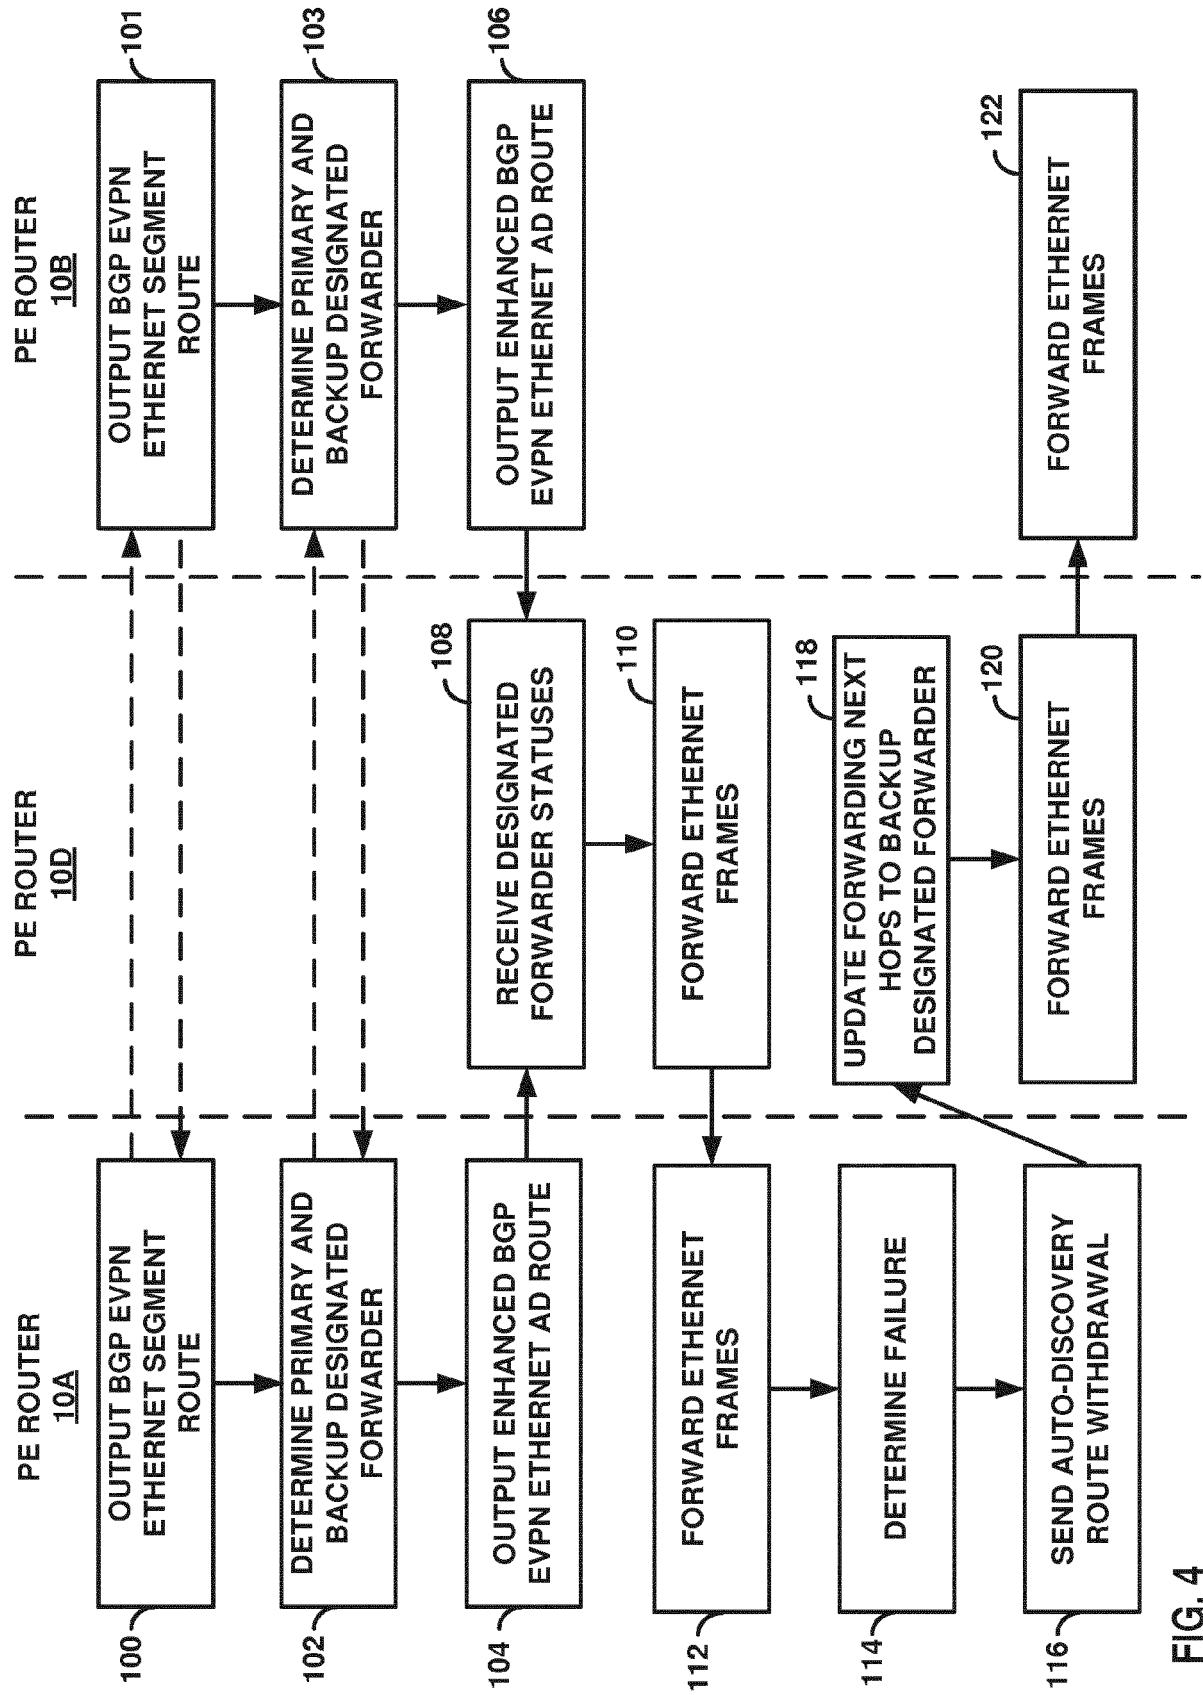 PE ROUTER
10A
PE ROUTER
10D
PE ROUTER
10B
100
OUTPUT BGP EVPN
ETHERNET SEGMENT
ROUTE
OUTPUT BGP EVPN
ETHERNET SEGMENT
ROUTE
101
102
DETERMINE PRIMARY AND
BACKUP DESIGNATED
FORWARDER
DETERMINE PRIMARY AND
BACKUP DESIGNATED
FORWARDER
103
104
OUTPUT ENHANCED BGP
EVPN ETHERNET AD ROUTE
RECEIVE DESIGNATED
FORWARDER STATUSES
108
OUTPUT ENHANCED BGP
EVPN ETHERNET AD ROUTE
106
112
FORWARD ETHERNET
FRAMES
FORWARD ETHERNET
FRAMES
110
114
DETERMINE FAILURE
UPDATE FORWARDING NEXT
HOPS TO BACKUP
DESIGNATED FORWARDER
118
116
SEND AUTO-DISCOVERY
ROUTE WITHDRAWAL
FORWARD ETHERNET
FRAMES
120
FORWARD ETHERNET
FRAMES
122
FIG. 4